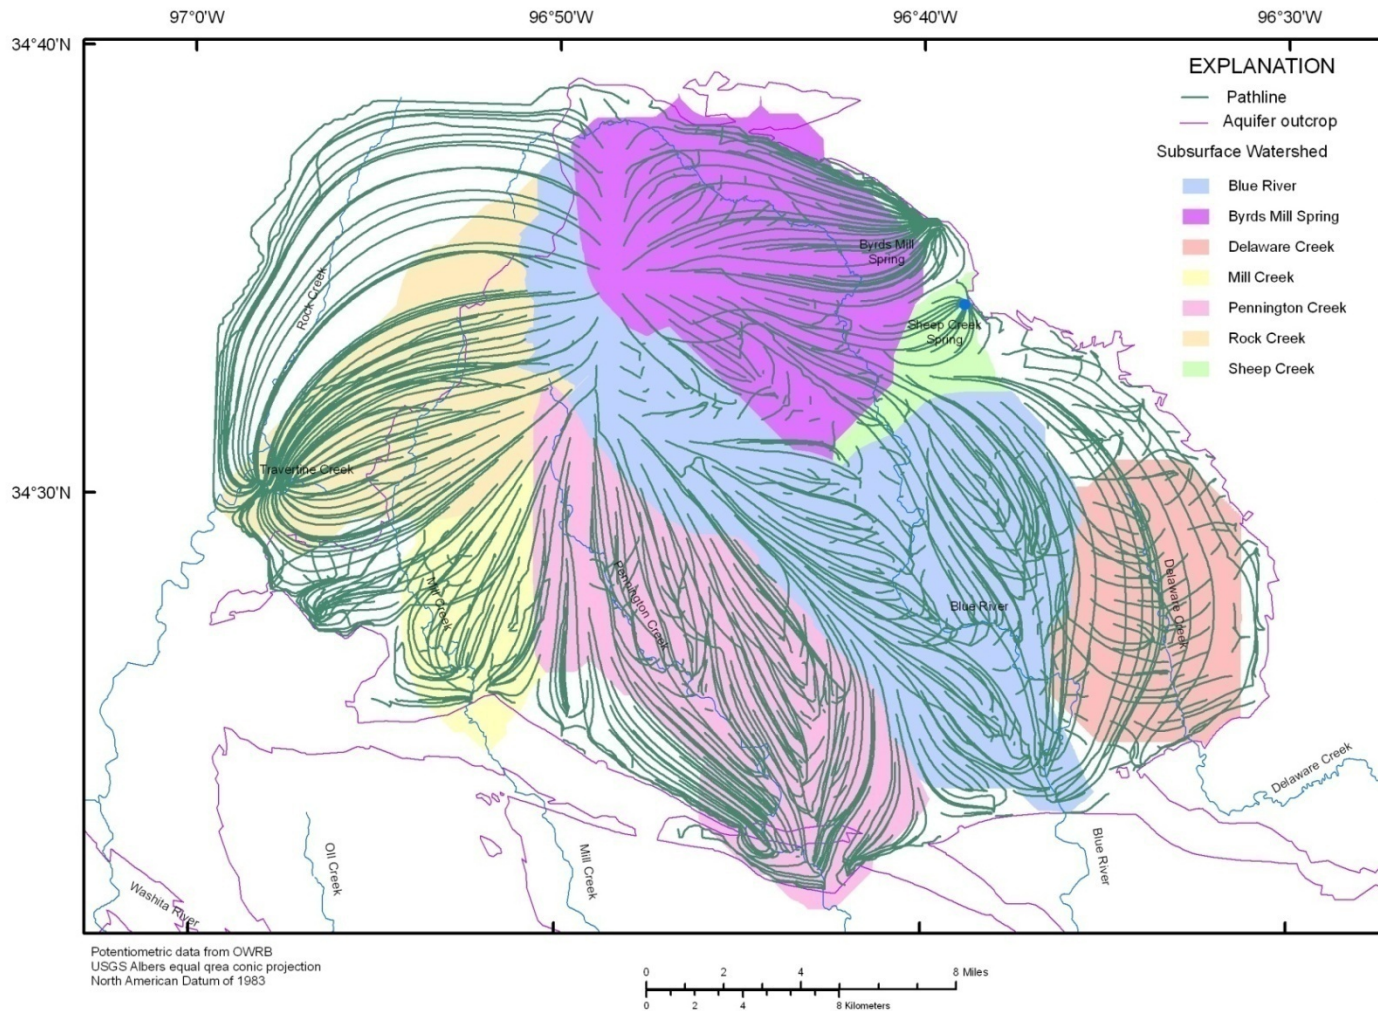 97°0'W
96°50'W
96°40'W
96°30'W
34°40'N
EXPLANATION
Pathline
Aquifer outcrop
Subsurface Watershed
Blue River
Byrds Mill Spring
Delaware Creek
Mill Creek
Pennington Creek
Rock Creek
Sheep Creek
Byrds Mill
Spring
Rock Creek
Sheep Creek
Spring
Travertine Creek
34°30'N
Mill Creek
Pennington Creek
Blue River
Delaware Creek
Delaware Creek
Oil Creek
Mill Creek
Blue River
Washita River
Potentiometric data from OWRB
USGS Albers equal qrea conic projection
North American Datum of 1983
0 2 4 8 Miles
0 2 4 8 Kilometers